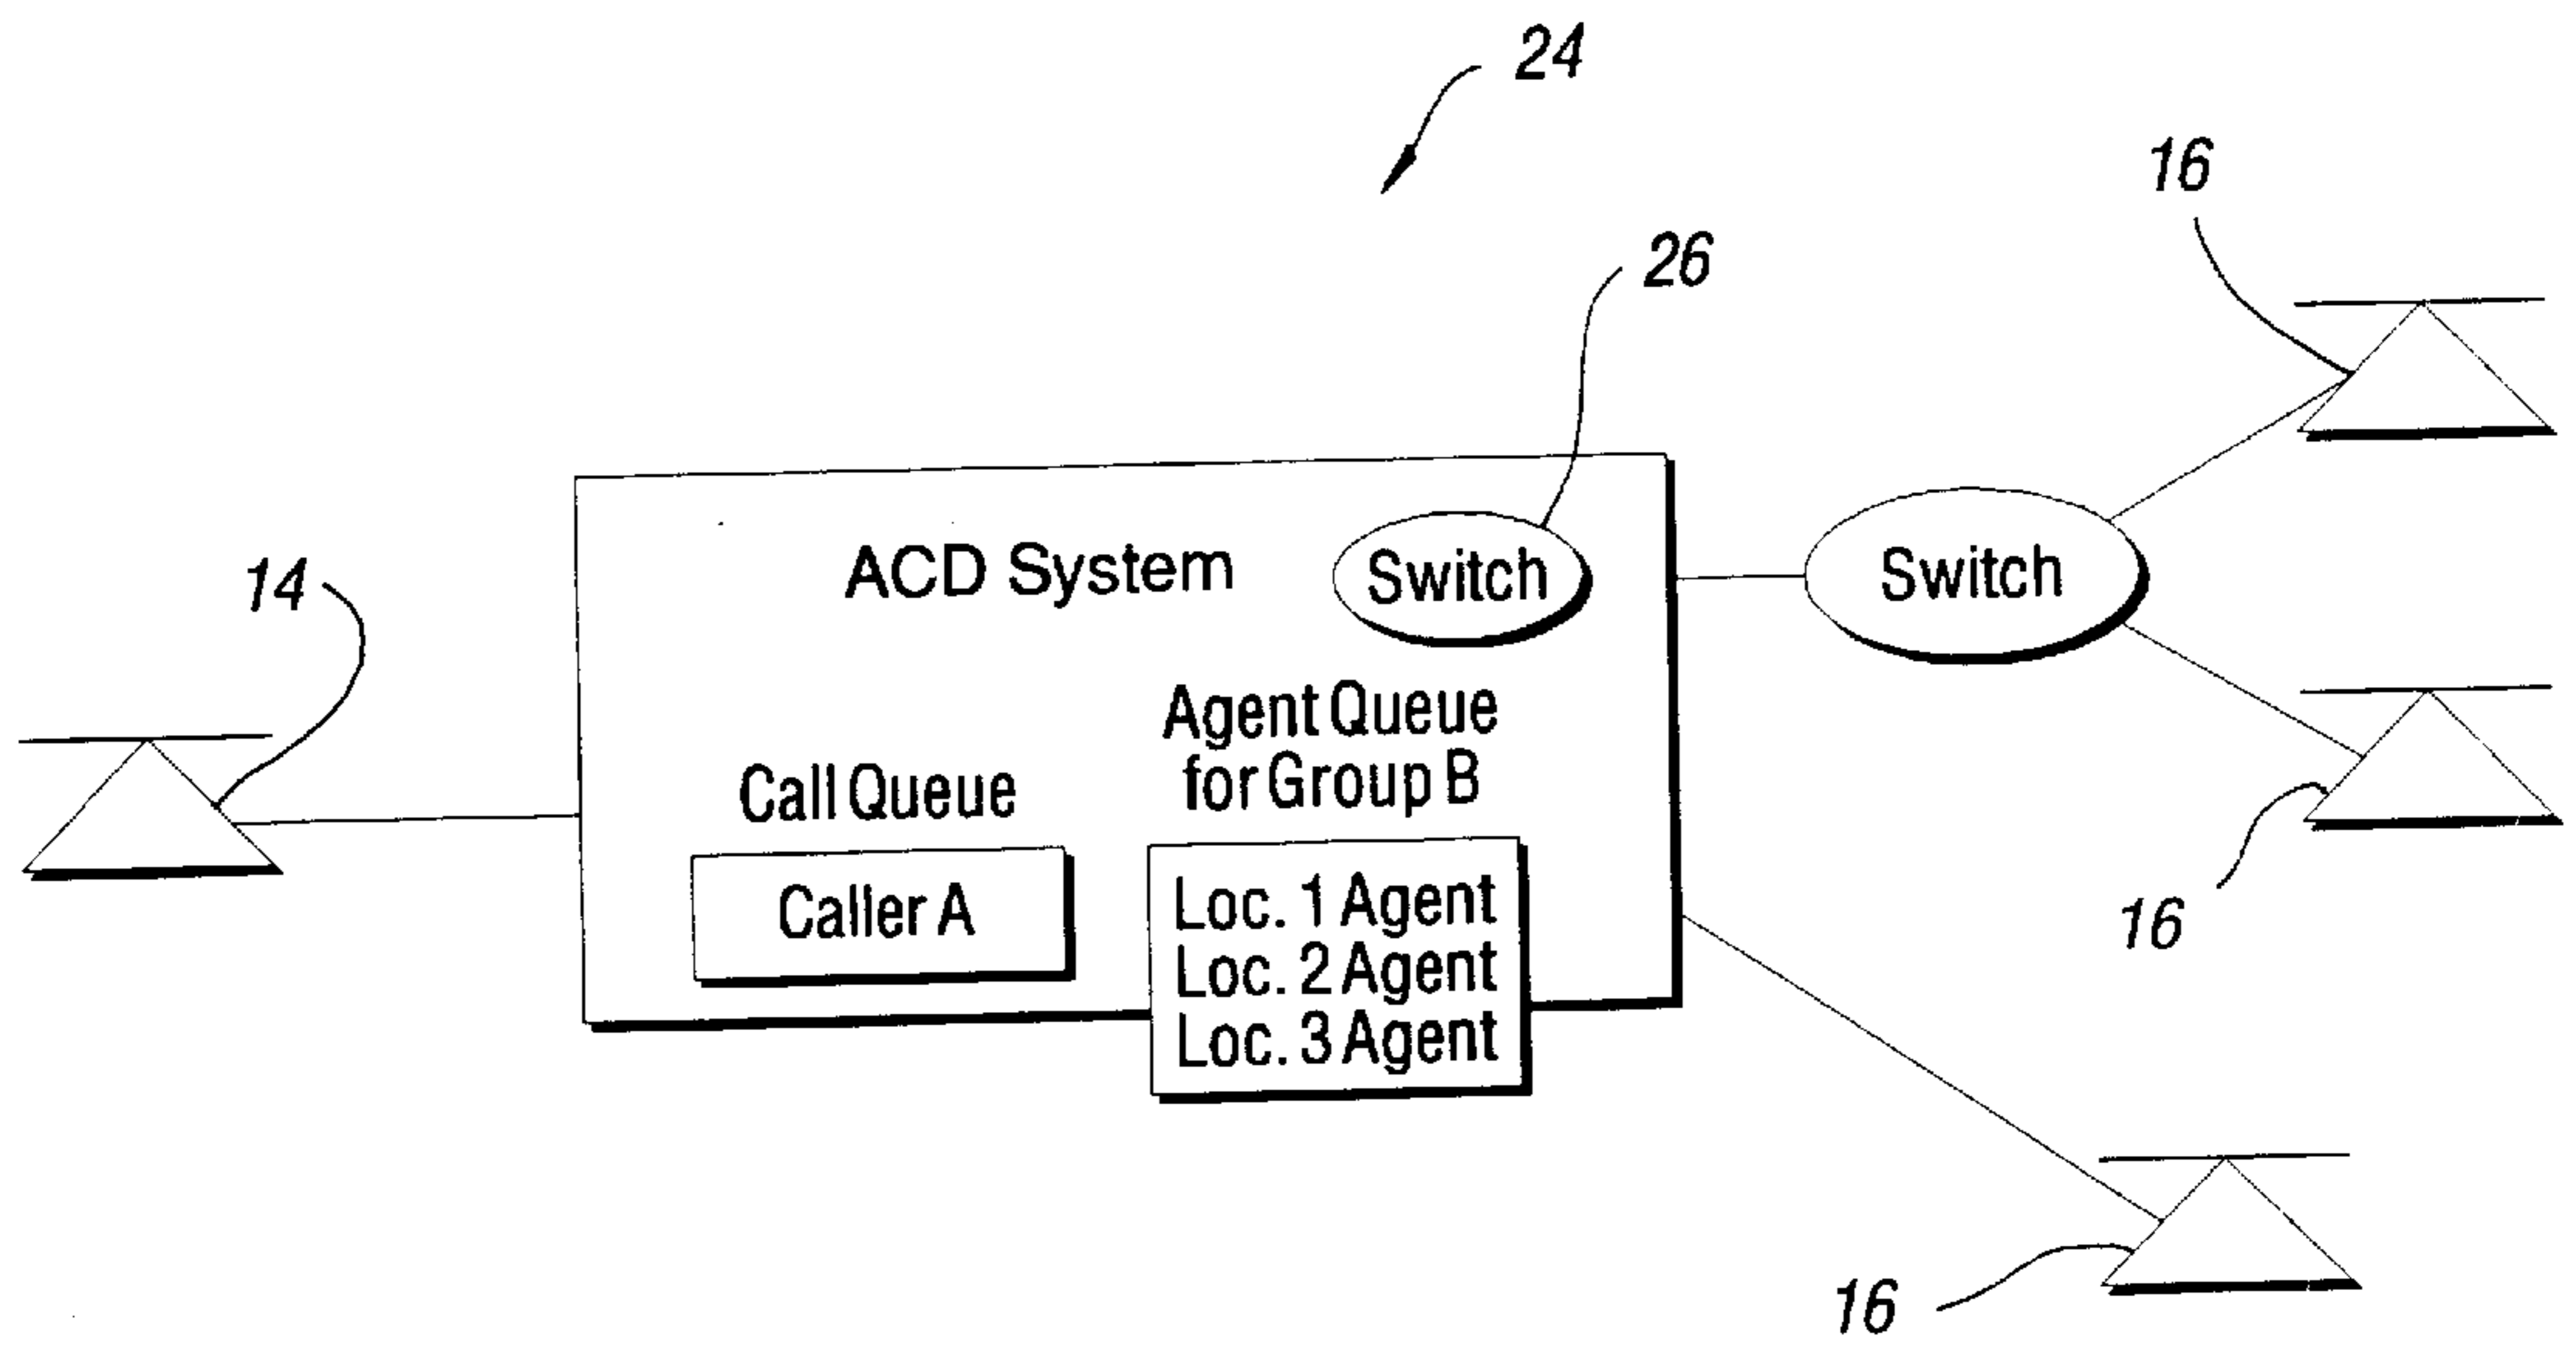 24
16
26
ACD System
Switch
Switch
14
Agent Queue
for Group B
Call Queue
Caller A
Loc. 1 Agent
Loc. 2 Agent
Loc. 3 Agent
16
16